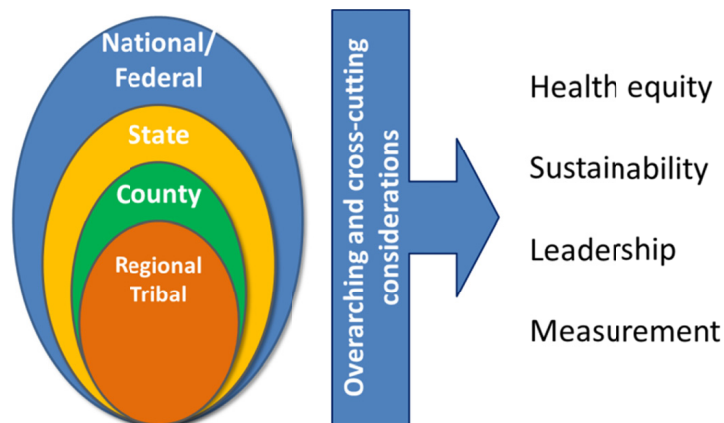 National/
Federal
State
County
Regional
Tribal
Overarching and cross-cutting
considerations
Health equity
Sustainability
Leadership
Measurement